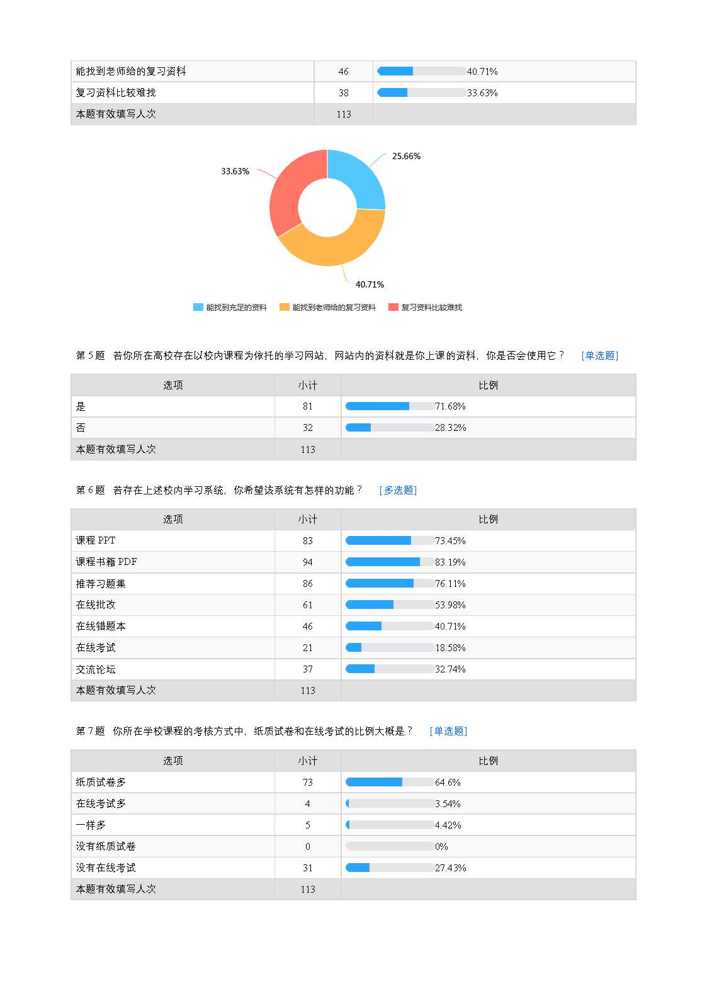 能找到老师给的复习资料 46 40.71%
复习资料比较难找 38 33.63%
本题有效填写人次 113
25.66%
33.63%
40.71%
能找到充足的资料 能找到老师给的复习资料 复习资料比较难找
第 5 题 若你所在高校存在以校内课程为依托的学习网站，网站内的资料就是你上课的资料，你是否会使用它？ [单选题]
选项 小计 比例
是 81 71.68%
否 32 28.32%
本题有效填写人次 113
第 6 题 若存在上述校内学习系统，你希望该系统有怎样的功能？ [多选题]
选项 小计 比例
课程 PPT 83 73.45%
课程书籍 PDF 94 83.19%
推荐习题集 86 76.11%
在线批改 61 53.98%
在线错题本 46 40.71%
在线考试 21 18.58%
交流论坛 37 32.74%
本题有效填写人次 113
第 7 题 你所在学校课程的考核方式中，纸质试卷和在线考试的比例大概是？ [单选题]
选项 小计 比例
纸质试卷多 73 64.6%
在线考试多 4 3.54%
一样多 5 4.42%
没有纸质试卷 0 0%
没有在线考试 31 27.43%
本题有效填写人次 113